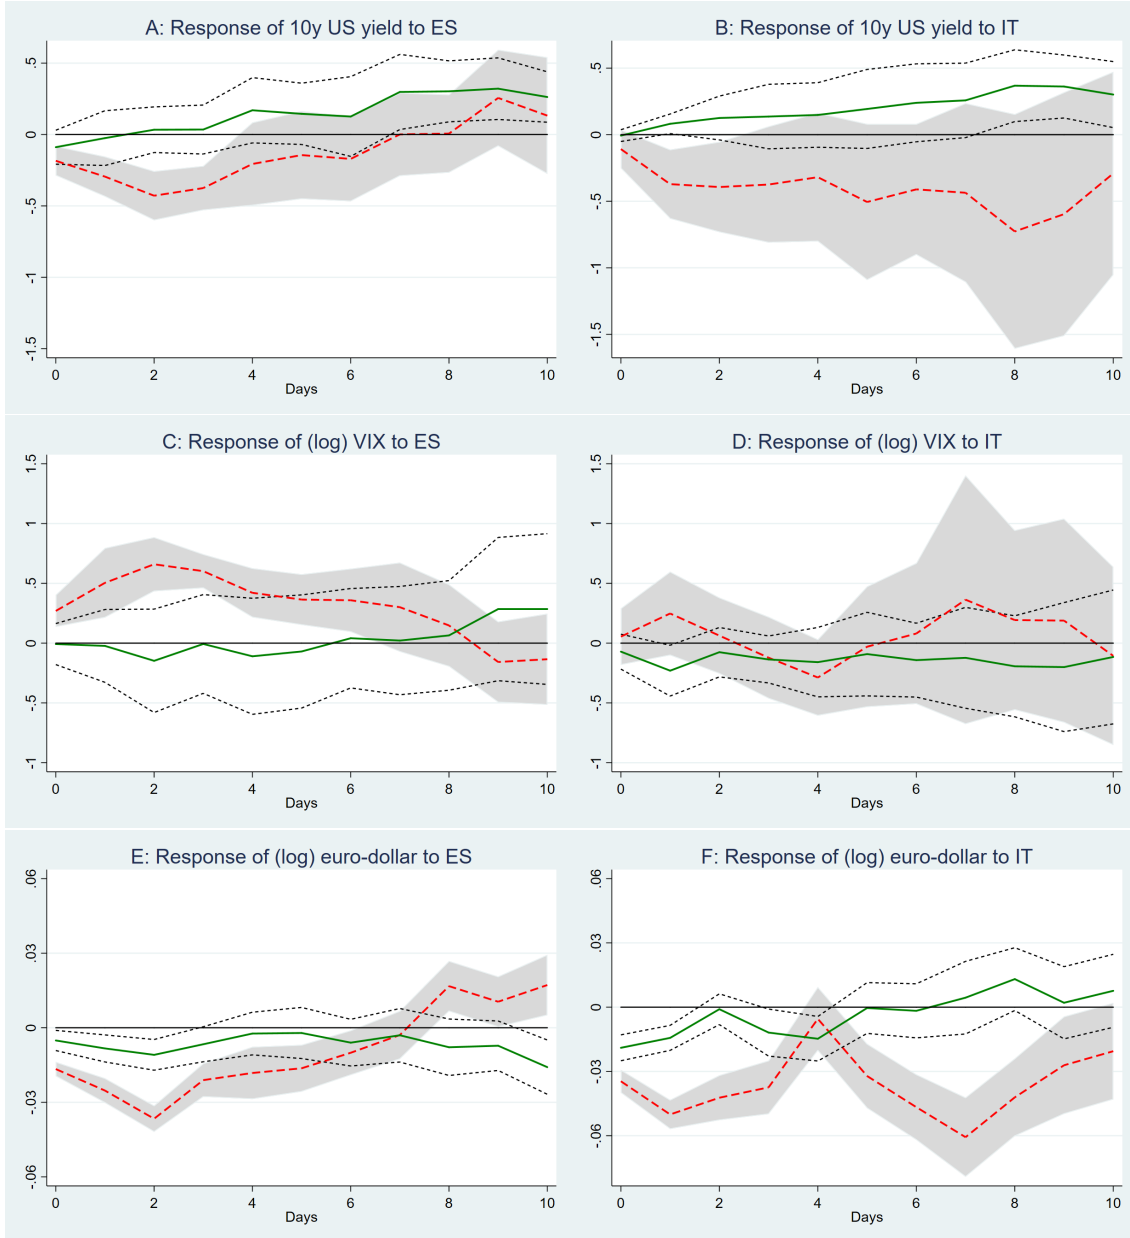 A: Response of 10y US yield to ES
.5
0
-.5
-1
-1.5
0 2 4 6 8 10
Days
B: Response of 10y US yield to IT
.5
0
-.5
-1
-1.5
0 2 4 6 8 10
Days
C: Response of (log) VIX to ES
1.5
1
.5
0
-.5
-1
0 2 4 6 8 10
Days
D: Response of (log) VIX to IT
1.5
1
.5
0
-.5
-1
0 2 4 6 8 10
Days
E: Response of (log) euro-dollar to ES
.06
.03
0
-.03
-.06
0 2 4 6 8 10
Days
F: Response of (log) euro-dollar to IT
.06
.03
0
-.03
-.06
0 2 4 6 8 10
Days